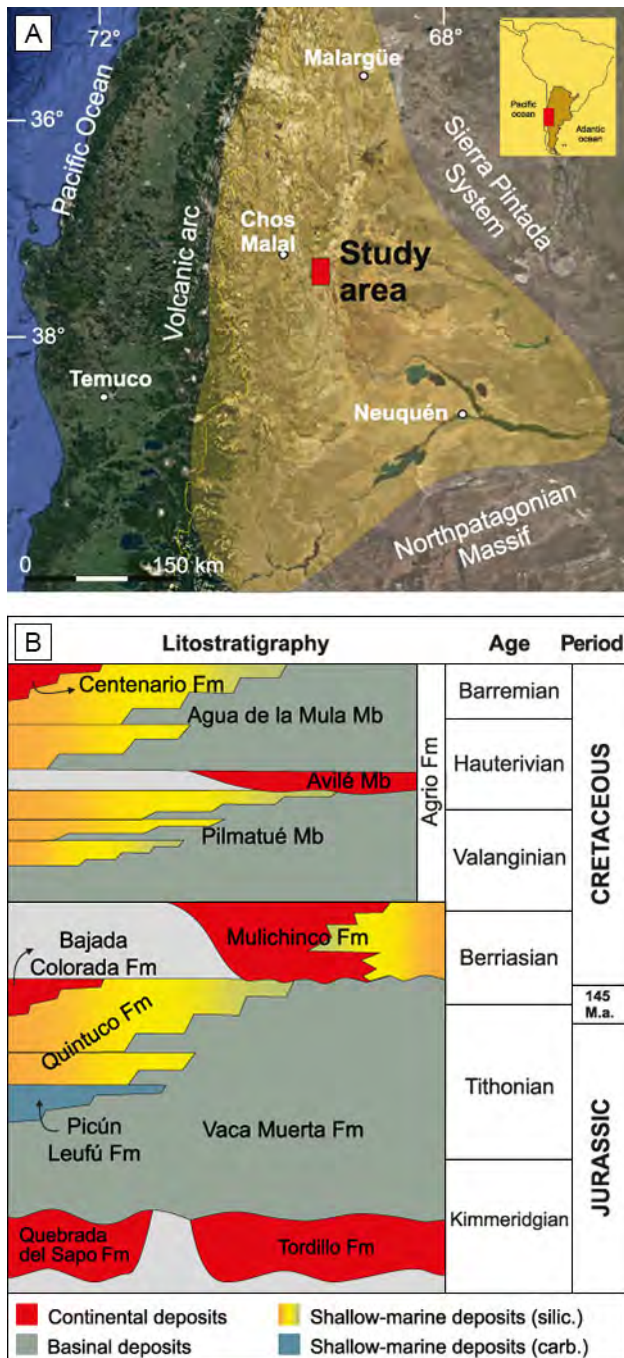 A
72°
68°
Malargüe
Pacific
ocean
Atlantic
ocean
36°
Pacific Ocean
Sierra Pintada
System
Volcanic arc
Chos
Malal
Study
area
38°
Temuco
Neuquén
Northpatagonian
Massif
0
150 km
B
Litostratigraphy
Age
Period
Centenario Fm
Agua de la Mula Mb
Avilé Mb
Pilmatué Mb
Agrio Fm
Barremian
Hauterivian
Valanginian
CRETACEOUS
Bajada
Colorada Fm
Mulichinco Fm
Berriasian
Quintuco Fm
145
M.a.
Picún
Leufú Fm
Vaca Muerta Fm
Tithonian
Quebrada
del Sapo Fm
Tordillo Fm
Kimmeridgian
JURASSIC
Continental deposits
Shallow-marine deposits (silic.)
Basinal deposits
Shallow-marine deposits (carb.)